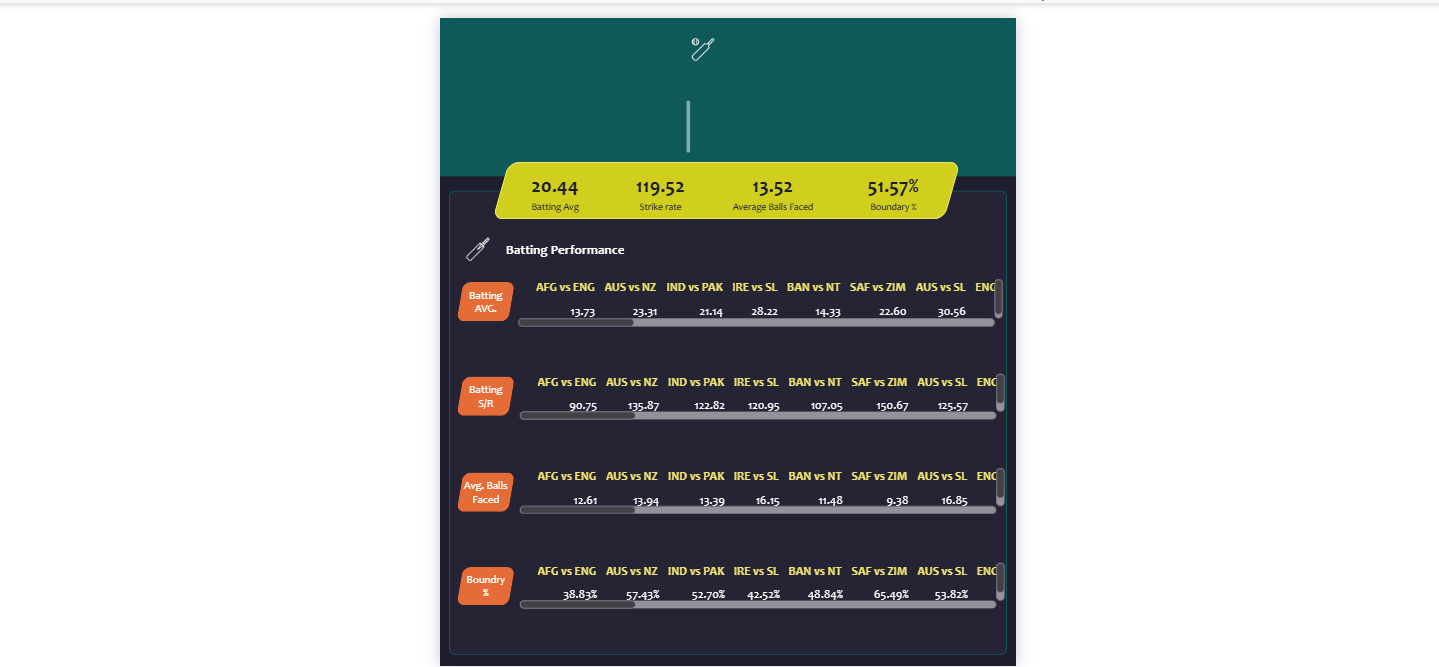 20.44 119.52 13.52 51.57%
Batting Avg Strike rate Average Balls Faced Boundary %
Batting Performance
Batting AVG.
AFG vs ENG AUS vs NZ IND vs PAK IRE vs SL BAN vs NT SAF vs ZIM AUS vs SL ENG
13.73 23.31 21.14 28.22 14.33 22.60 30.56
Batting S/R
AFG vs ENG AUS vs NZ IND vs PAK IRE vs SL BAN vs NT SAF vs ZIM AUS vs SL ENG
90.75 135.87 122.82 120.95 107.05 150.67 125.57
Avg. Balls Faced
AFG vs ENG AUS vs NZ IND vs PAK IRE vs SL BAN vs NT SAF vs ZIM AUS vs SL ENG
12.61 13.94 13.39 16.15 11.48 9.38 16.85
Boundry %
AFG vs ENG AUS vs NZ IND vs PAK IRE vs SL BAN vs NT SAF vs ZIM AUS vs SL ENG
38.83% 57.43% 52.70% 42.52% 48.84% 65.49% 53.82%